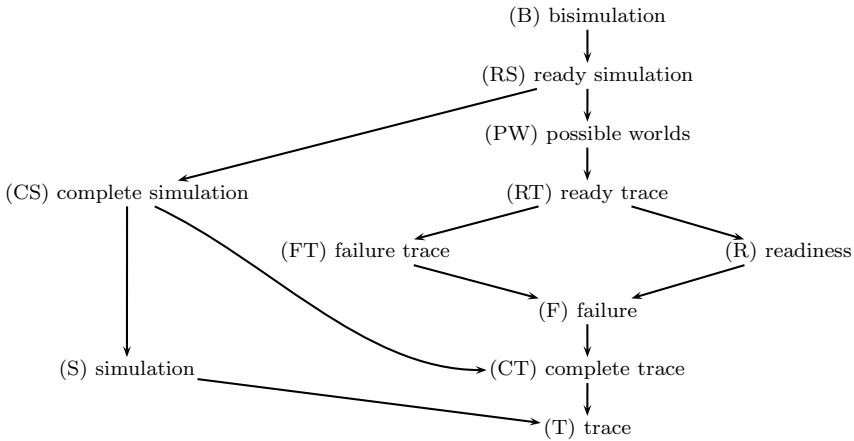 (B) bisimulation
(RS) ready simulation
(PW) possible worlds
(CS) complete simulation
(RT) ready trace
(FT) failure trace
(R) readiness
(F) failure
(S) simulation
(CT) complete trace
(T) trace